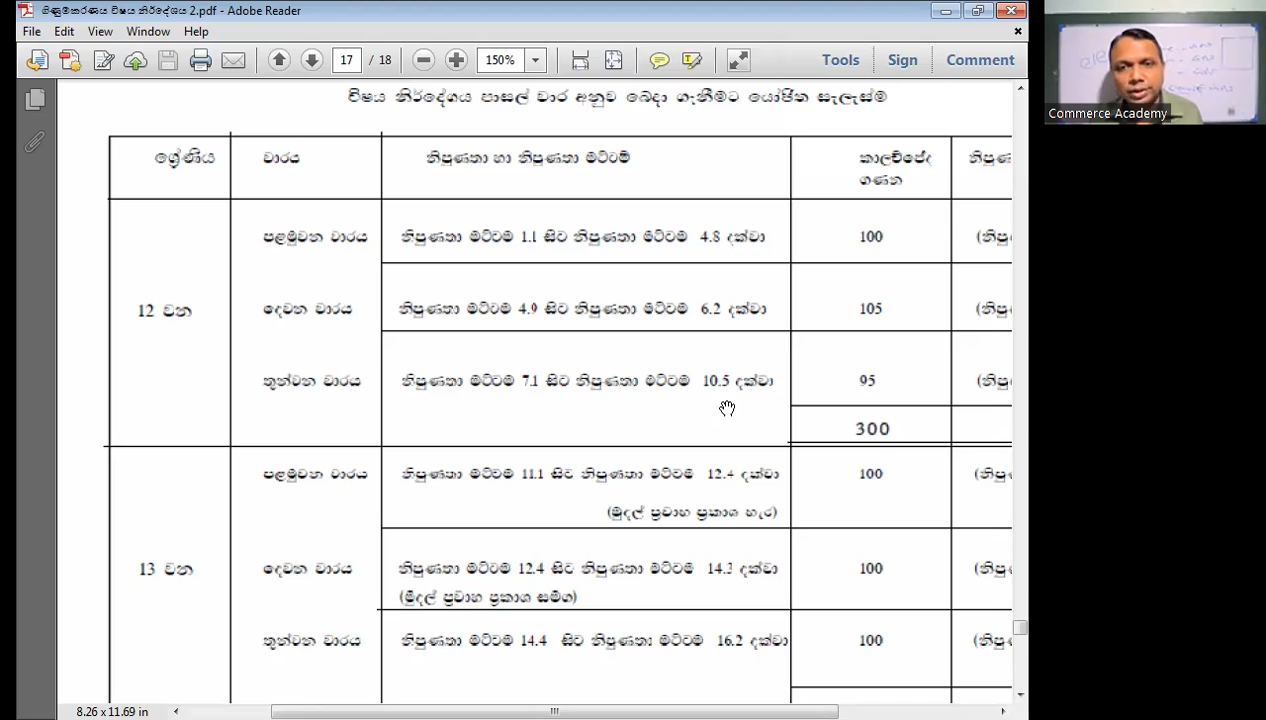 ගිණුම්කරණය විෂය නිර්දේශය 2.pdf - Adobe Reader
File Edit View Window Help
17 / 18 150% Tools Sign Comment
විෂය නිර්දේශය පාසල් වාර අනුව බෙදා ගැනීමට යෝජිත සැලැස්ම
ශ්‍රේණිය වාරය නිපුණතා හා නිපුණතා මට්ටම් කාලච්ඡේද නිපු
ගණන
පළමුවන වාරය නිපුණතා මට්ටම 1.1 සිට නිපුණතා මට්ටම 4.8 දක්වා 100 (නිපු
12 වන දෙවන වාරය නිපුණතා මට්ටම 4.9 සිට නිපුණතා මට්ටම 6.2 දක්වා 105 (නිපු
තුන්වන වාරය නිපුණතා මට්ටම 7.1 සිට නිපුණතා මට්ටම 10.5 දක්වා 95 (නිපු
300
පළමුවන වාරය නිපුණතා මට්ටම 11.1 සිට නිපුණතා මට්ටම 12.4 දක්වා 100 (නිපු
(මුදල් ප්‍රවාහ ප්‍රකාශ හැර)
13 වන දෙවන වාරය නිපුණතා මට්ටම 12.4 සිට නිපුණතා මට්ටම 14.3 දක්වා 100 (නිපු
(මුදල් ප්‍රවාහ ප්‍රකාශ සමග)
තුන්වන වාරය නිපුණතා මට්ටම 14.4 සිට නිපුණතා මට්ටම 16.2 දක්වා 100 (නිපු
8.26 x 11.69 in
Commerce Academy